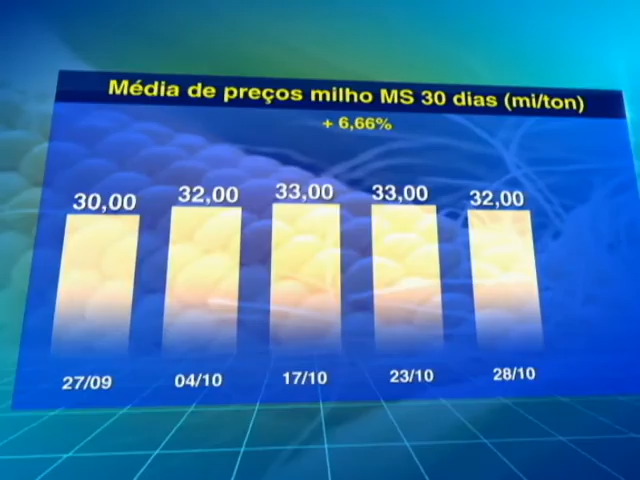 Média de preços milho MS 30 dias (mi/ton)
+ 6,66%
30,00 32,00 33,00 33,00 32,00
27/09 04/10 17/10 23/10 28/10